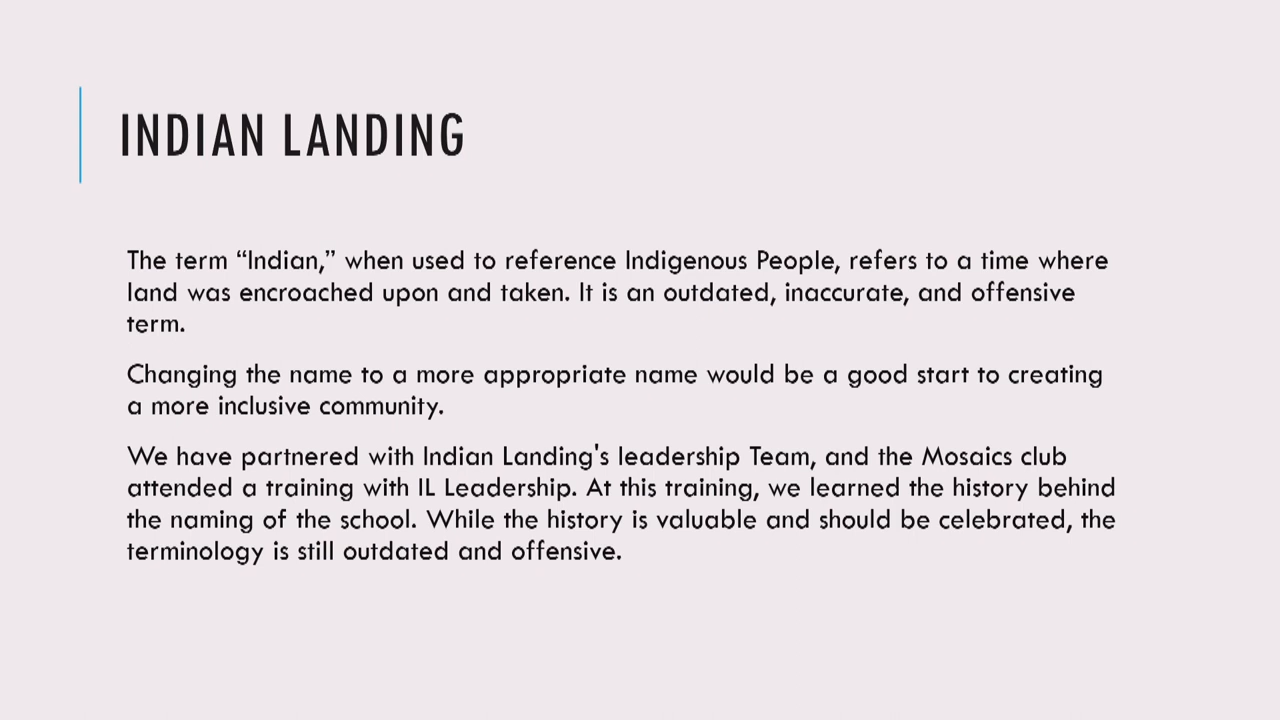 INDIAN LANDING
The term “Indian,” when used to reference Indigenous People, refers to a time where
land was encroached upon and taken. It is an outdated, inaccurate, and offensive
term.
Changing the name to a more appropriate name would be a good start to creating
a more inclusive community.
We have partnered with Indian Landing's leadership Team, and the Mosaics club
attended a training with IL Leadership. At this training, we learned the history behind
the naming of the school. While the history is valuable and should be celebrated, the
terminology is still outdated and offensive.